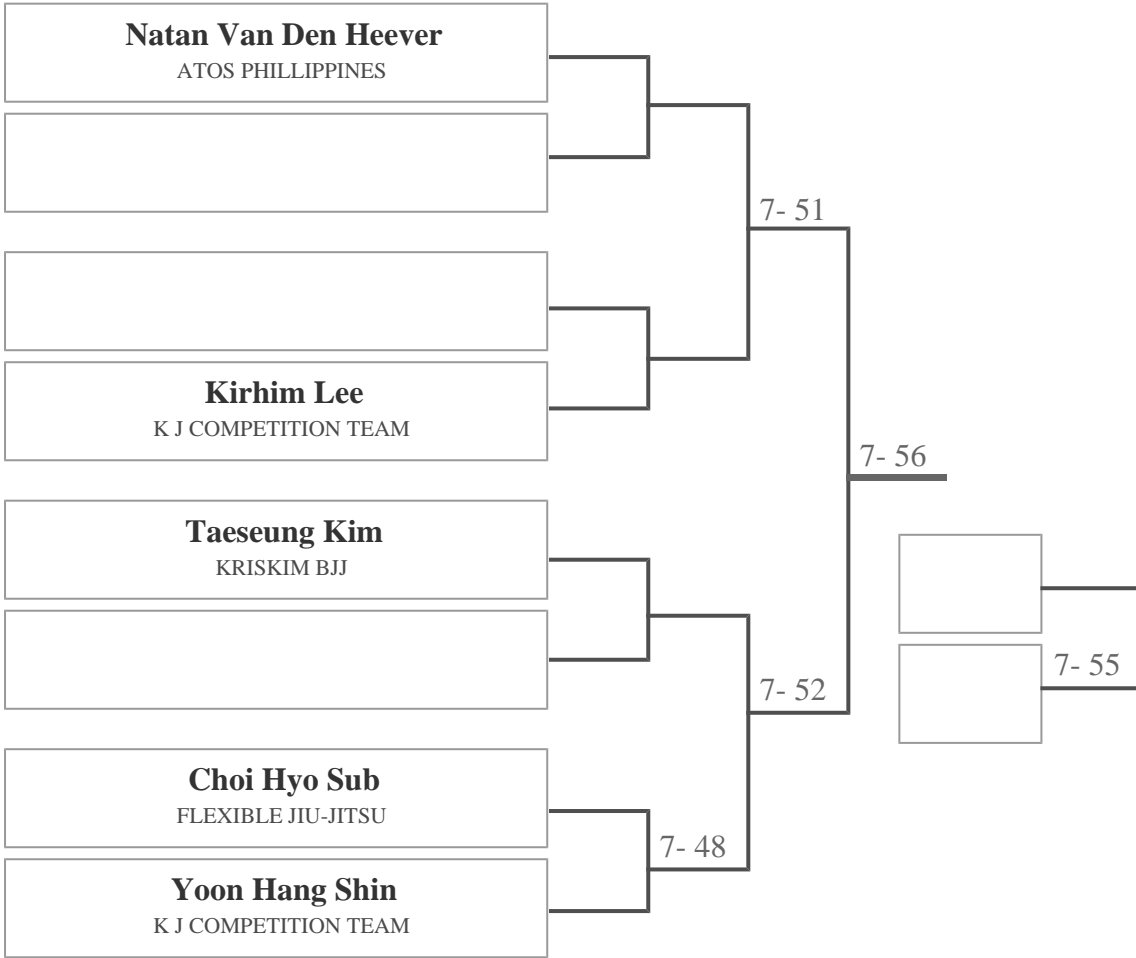 Natan Van Den Heever
ATOS PHILLIPPINES
7- 51
Kirhim Lee
K J COMPETITION TEAM
7- 56
Taeseung Kim
KRISKIM BJJ
7- 52
7- 55
Choi Hyo Sub
FLEXIBLE JIU-JITSU
7- 48
Yoon Hang Shin
K J COMPETITION TEAM